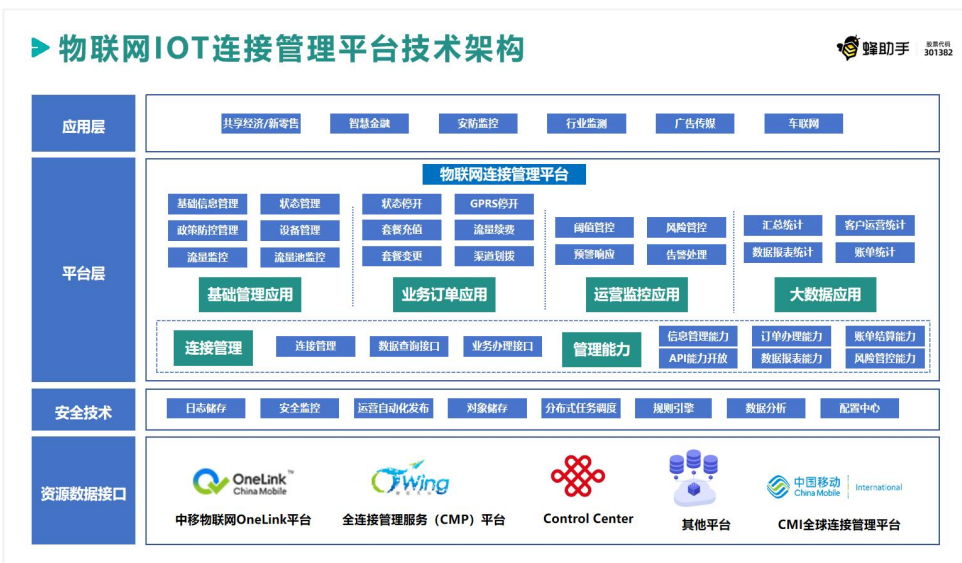 物联网IOT连接管理平台技术架构
蜂助手
股票代码
301382
应用层
共享经济/新零售 智慧金融 安防监控 行业监测 广告传媒 车联网
平台层
物联网连接管理平台
基础信息管理 状态管理
政策防控管理 设备管理
流量监控 流量池监控
基础管理应用
状态停开 GPRS停开
套餐充值 流量续费
套餐变更 渠道划拨
业务订单应用
阈值管控 风险管控
预警响应 告警处理
运营监控应用
汇总统计 客户运营统计
数据报表统计 账单统计
大数据应用
连接管理
连接管理 数据查询接口 业务办理接口
管理能力
信息管理能力 订单办理能力 账单结算能力
API能力开放 数据报表能力 风险管控能力
安全技术
日志储存 安全监控 运营自动化发布 对象储存 分布式任务调度 规则引擎 数据分析 配置中心
资源数据接口
OneLink
China Mobile
中移物联网OneLink平台
Wing
全连接管理服务（CMP）平台
Control Center
其他平台
中国移动
China Mobile
International
CMI全球连接管理平台